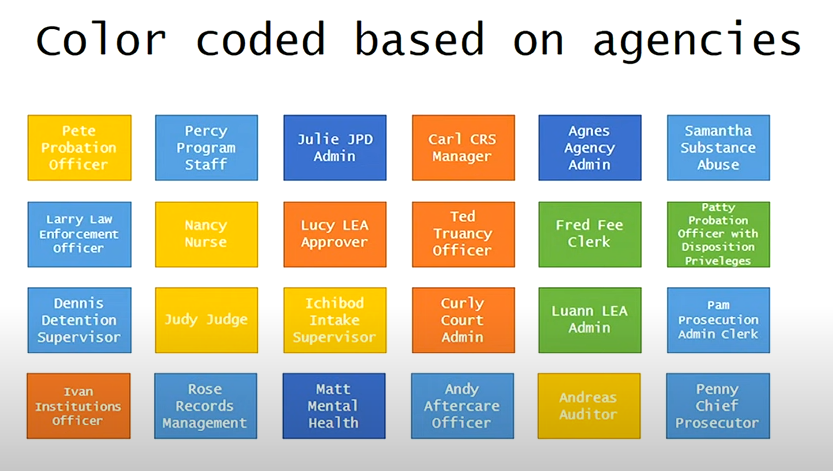 Color coded based on agencies
Pete
Probation
Officer
Percy
Program
Staff
Julie JPD
Admin
Carl CRS
Manager
Agnes
Agency
Admin
Samantha
Substance
Abuse
Larry Law
Enforcement
Officer
Nancy
Nurse
Lucy LEA
Approver
Ted
Truancy
Officer
Fred Fee
Clerk
Patty
Probation
Officer with
Disposition
Priveleges
Dennis
Detention
Supervisor
Judy Judge
Ichibod
Intake
Supervisor
Curly
Court
Admin
Luann LEA
Admin
Pam
Prosecution
Admin Clerk
Ivan
Institutions
Officer
Rose
Records
Management
Matt
Mental
Health
Andy
Aftercare
Officer
Andreas
Auditor
Penny
Chief
Prosecutor